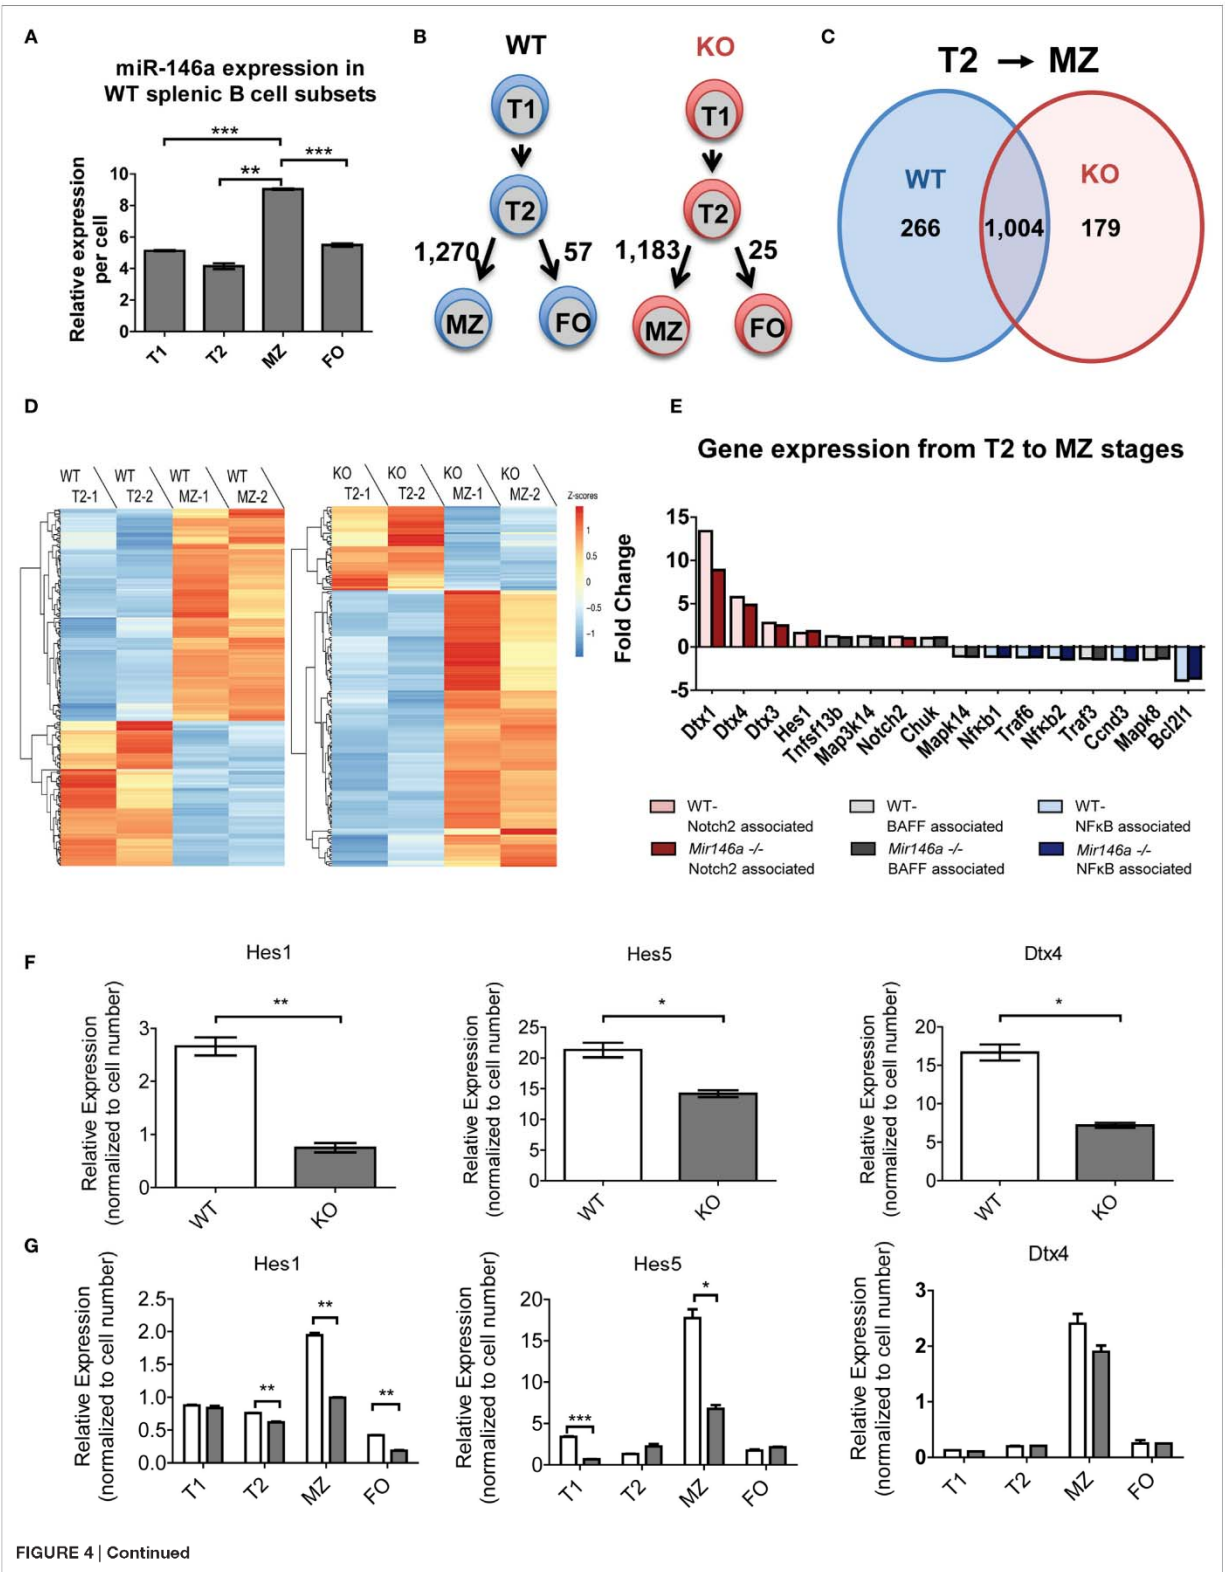 A
miR-146a expression in
WT splenic B cell subsets
***
***
**
Relative expression
per cell
10
8
6
4
2
0
T1
T2
MZ
FO
B
WT
KO
T1
T1
T2
T2
1,270
57
1,183
25
MZ
FO
MZ
FO
C
T2 → MZ
WT
KO
266
1,004
179
D
WT
T2-1
WT
T2-2
WT
MZ-1
WT
MZ-2
KO
T2-1
KO
T2-2
KO
MZ-1
KO
MZ-2
Z-scores
1
0.5
0
−0.5
−1
E
Gene expression from T2 to MZ stages
Fold Change
15
10
5
0
-5
Dtx1
Dtx4
Dtx3
Hes1
Tnfsf13b
Map3k14
Notch2
Chuk
Mapk14
Nfkb1
Traf6
Nfkb2
Traf3
Ccnd3
Mapk8
Bcl2l1
WT-
Notch2 associated
Mir146a -/-
Notch2 associated
WT-
BAFF associated
Mir146a -/-
BAFF associated
WT-
NFκB associated
Mir146a -/-
NFκB associated
F
Hes1
**
Relative Expression
(normalized to cell number)
3
2
1
0
WT
KO
Hes5
*
Relative Expression
(normalized to cell number)
25
20
15
10
5
0
WT
KO
Dtx4
*
Relative Expression
(normalized to cell number)
20
15
10
5
0
WT
KO
G
Hes1
Relative Expression
(normalized to cell number)
2.5
2.0
1.5
1.0
0.5
0.0
**
**
**
T1
T2
MZ
FO
Hes5
Relative Expression
(normalized to cell number)
20
15
10
5
0
***
*
T1
T2
MZ
FO
Dtx4
Relative Expression
(normalized to cell number)
3
2
1
0
T1
T2
MZ
FO
FIGURE 4 | Continued